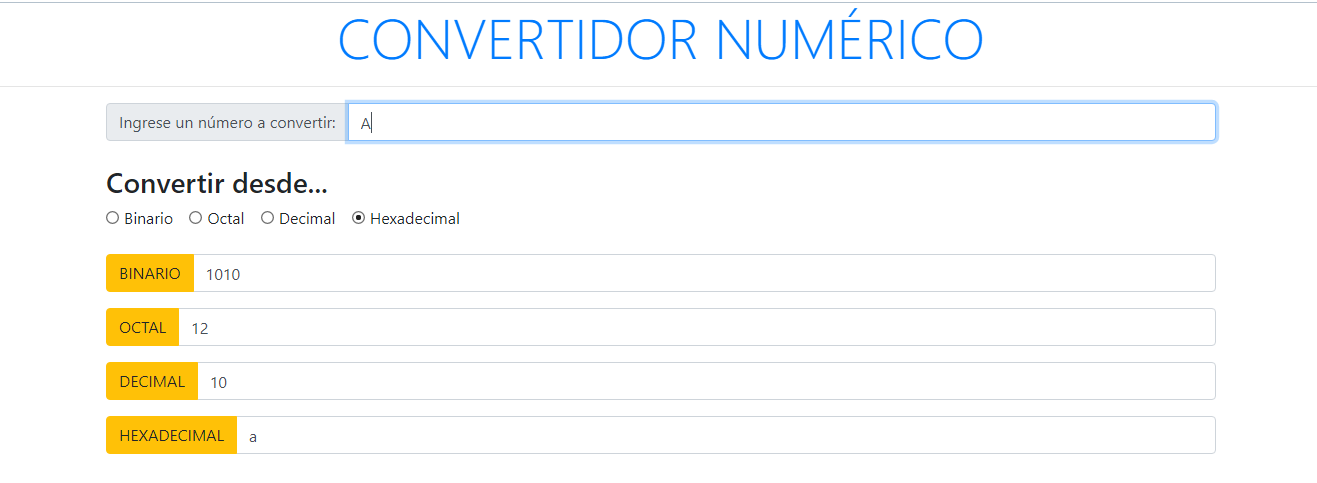 CONVERTIDOR NUMÉRICO
Ingrese un número a convertir: A
Convertir desde...
Binario Octal Decimal Hexadecimal
BINARIO 1010
OCTAL 12
DECIMAL 10
HEXADECIMAL a